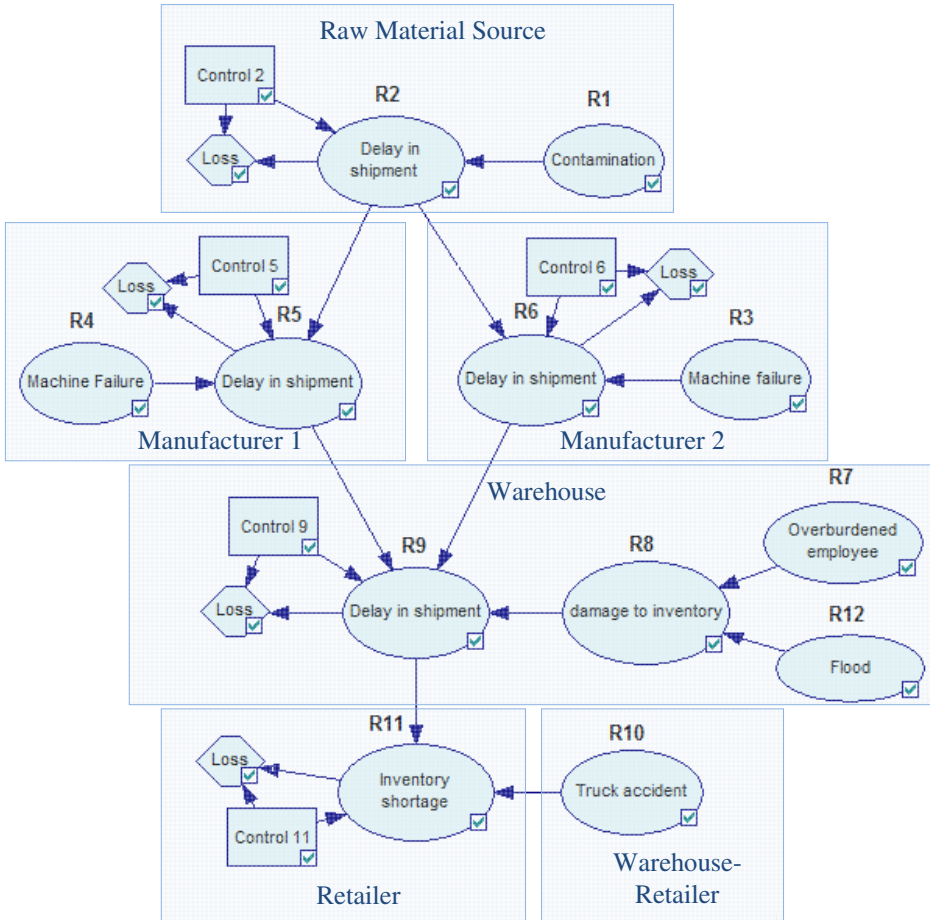 Raw Material Source
Control 2
R2
R1
Loss
Delay in
shipment
Contamination
Control 5
Loss
R4
R5
Machine Failure
Delay in shipment
Manufacturer 1
Control 6
Loss
R6
R3
Delay in shipment
Machine failure
Manufacturer 2
Warehouse
R7
Control 9
Overburdened
employee
R9
R8
Loss
Delay in shipment
damage to inventory
R12
Flood
R11
Loss
Inventory
shortage
Control 11
Retailer
R10
Truck accident
Warehouse-
Retailer